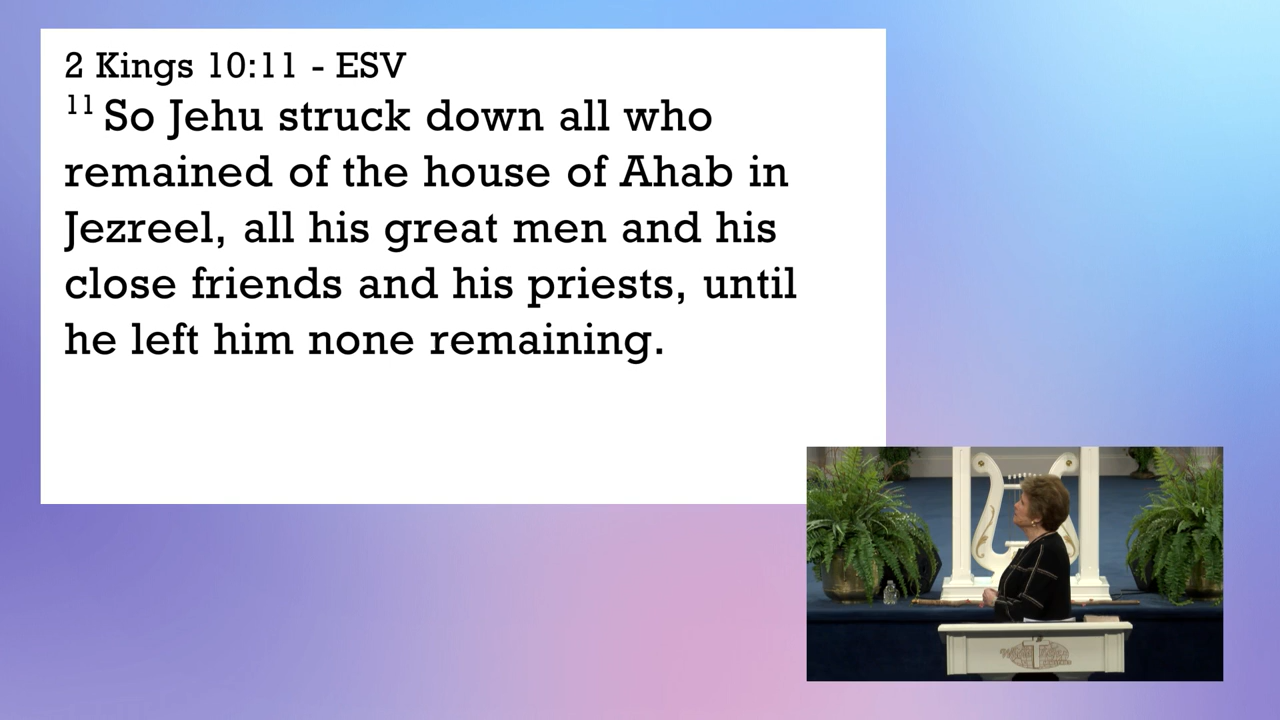 2 Kings 10:11 - ESV
11 So Jehu struck down all who
remained of the house of Ahab in
Jezreel, all his great men and his
close friends and his priests, until
he left him none remaining.